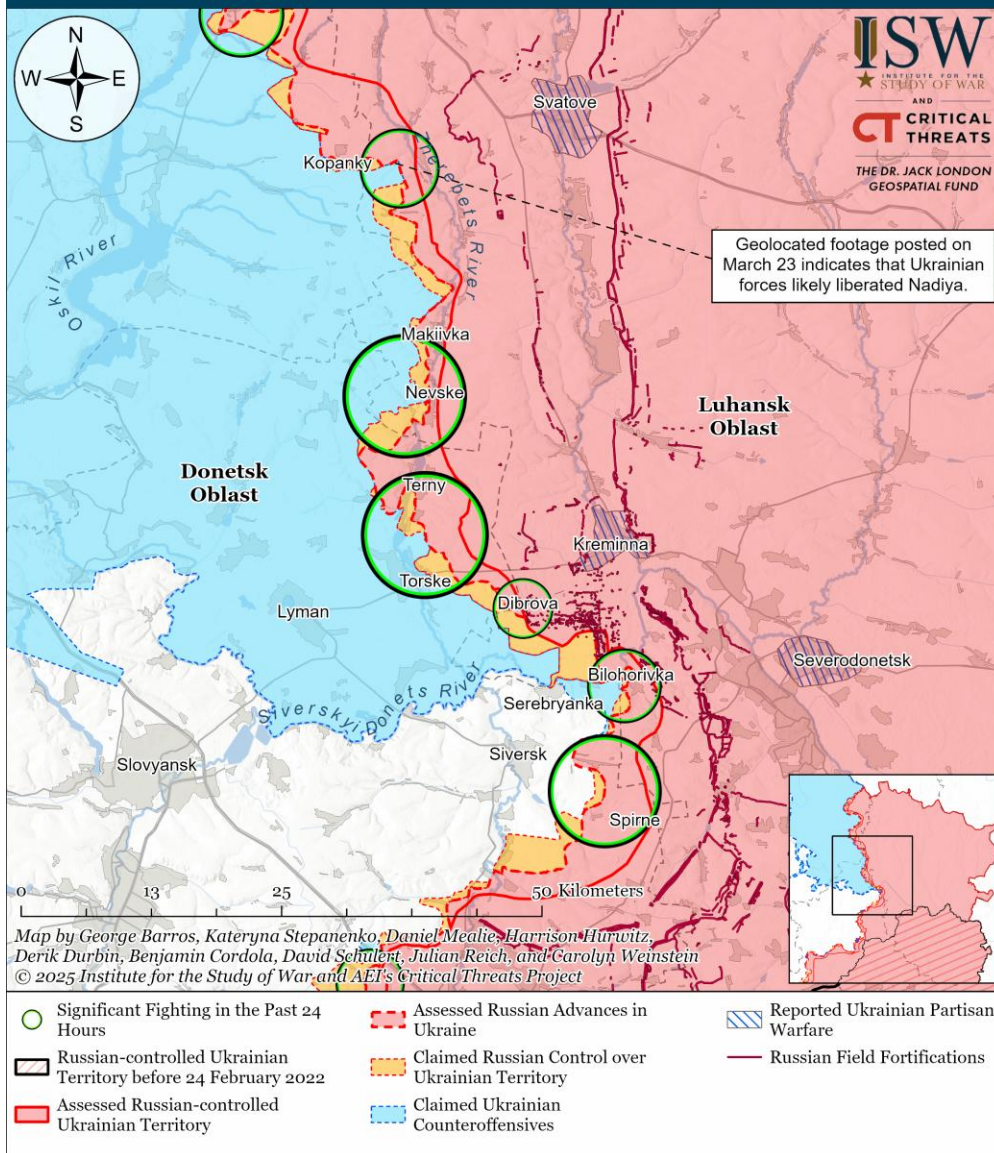 N
W E
S
ISW
INSTITUTE FOR THE
STUDY OF WAR
AND
CT CRITICAL
THREATS
THE DR. JACK LONDON
GEOSPATIAL FUND
Svatove
Kopanky
Zherebets River
Oskil River
Geolocated footage posted on
March 23 indicates that Ukrainian
forces likely liberated Nadiya.
Makiivka
Nevske
Luhansk
Oblast
Donetsk
Oblast
Terny
Kreminna
Torske
Lyman
Dibrova
Severodonetsk
Bilohorivka
Serebryanka
Siverskyi Donets River
Siversk
Slovyansk
Spirne
0 13 25 50 Kilometers
Map by George Barros, Kateryna Stepanenko, Daniel Mealie, Harrison Hurwitz,
Derik Durbin, Benjamin Cordola, David Schulert, Julian Reich, and Carolyn Weinstein
© 2025 Institute for the Study of War and AEI's Critical Threats Project
Significant Fighting in the Past 24
Hours
Russian-controlled Ukrainian
Territory before 24 February 2022
Assessed Russian-controlled
Ukrainian Territory
Assessed Russian Advances in
Ukraine
Claimed Russian Control over
Ukrainian Territory
Claimed Ukrainian
Counteroffensives
Reported Ukrainian Partisan
Warfare
Russian Field Fortifications